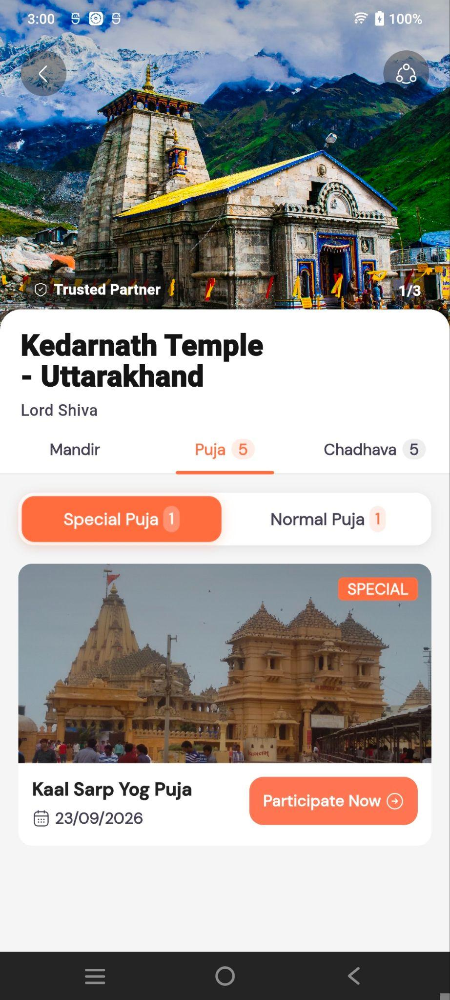 3:00
100%
Trusted Partner
1/3
Kedarnath Temple
- Uttarakhand
Lord Shiva
Mandir
Puja 5
Chadhava 5
Special Puja 1
Normal Puja 1
SPECIAL
Kaal Sarp Yog Puja
Participate Now
23/09/2026